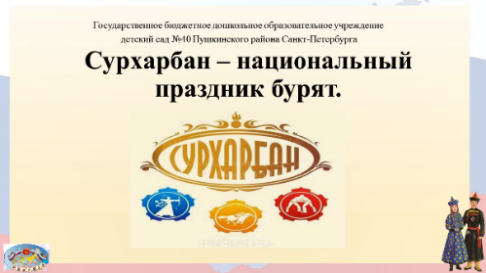 Государственное бюджетное дошкольное образовательное учреждение
детский сад №40 Пушкинского района Санкт-Петербурга
Сурхарбан – национальный
праздник бурят.
СУРХАРБАН